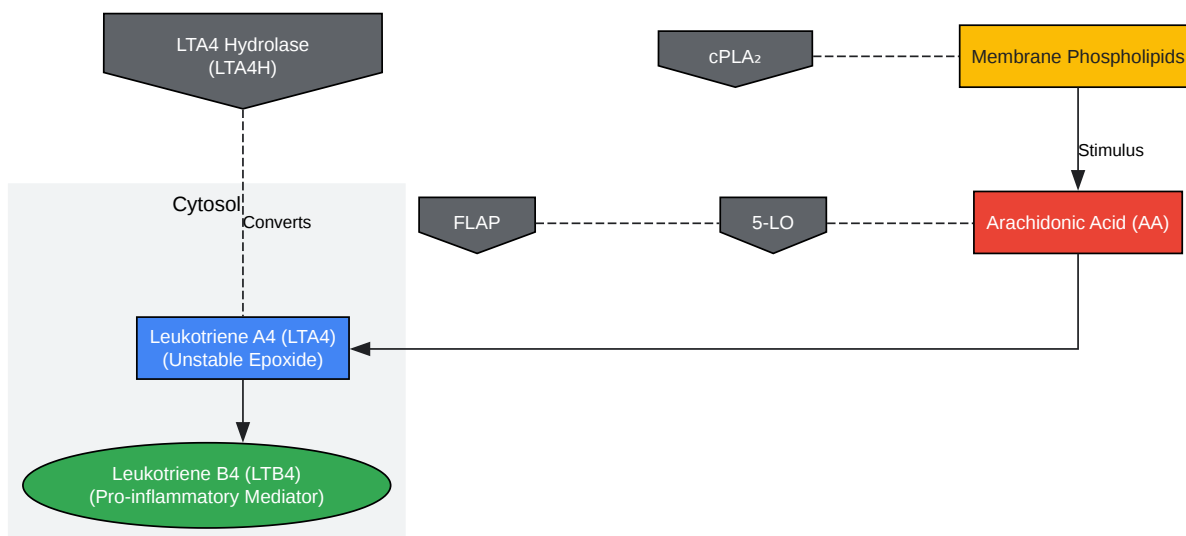 LTA4 Hydrolase
(LTA4H)
cPLA₂
Membrane Phospholipids
Stimulus
Cytosol
Converts
FLAP
5-LO
Arachidonic Acid (AA)
Leukotriene A4 (LTA4)
(Unstable Epoxide)
Leukotriene B4 (LTB4)
(Pro-inflammatory Mediator)